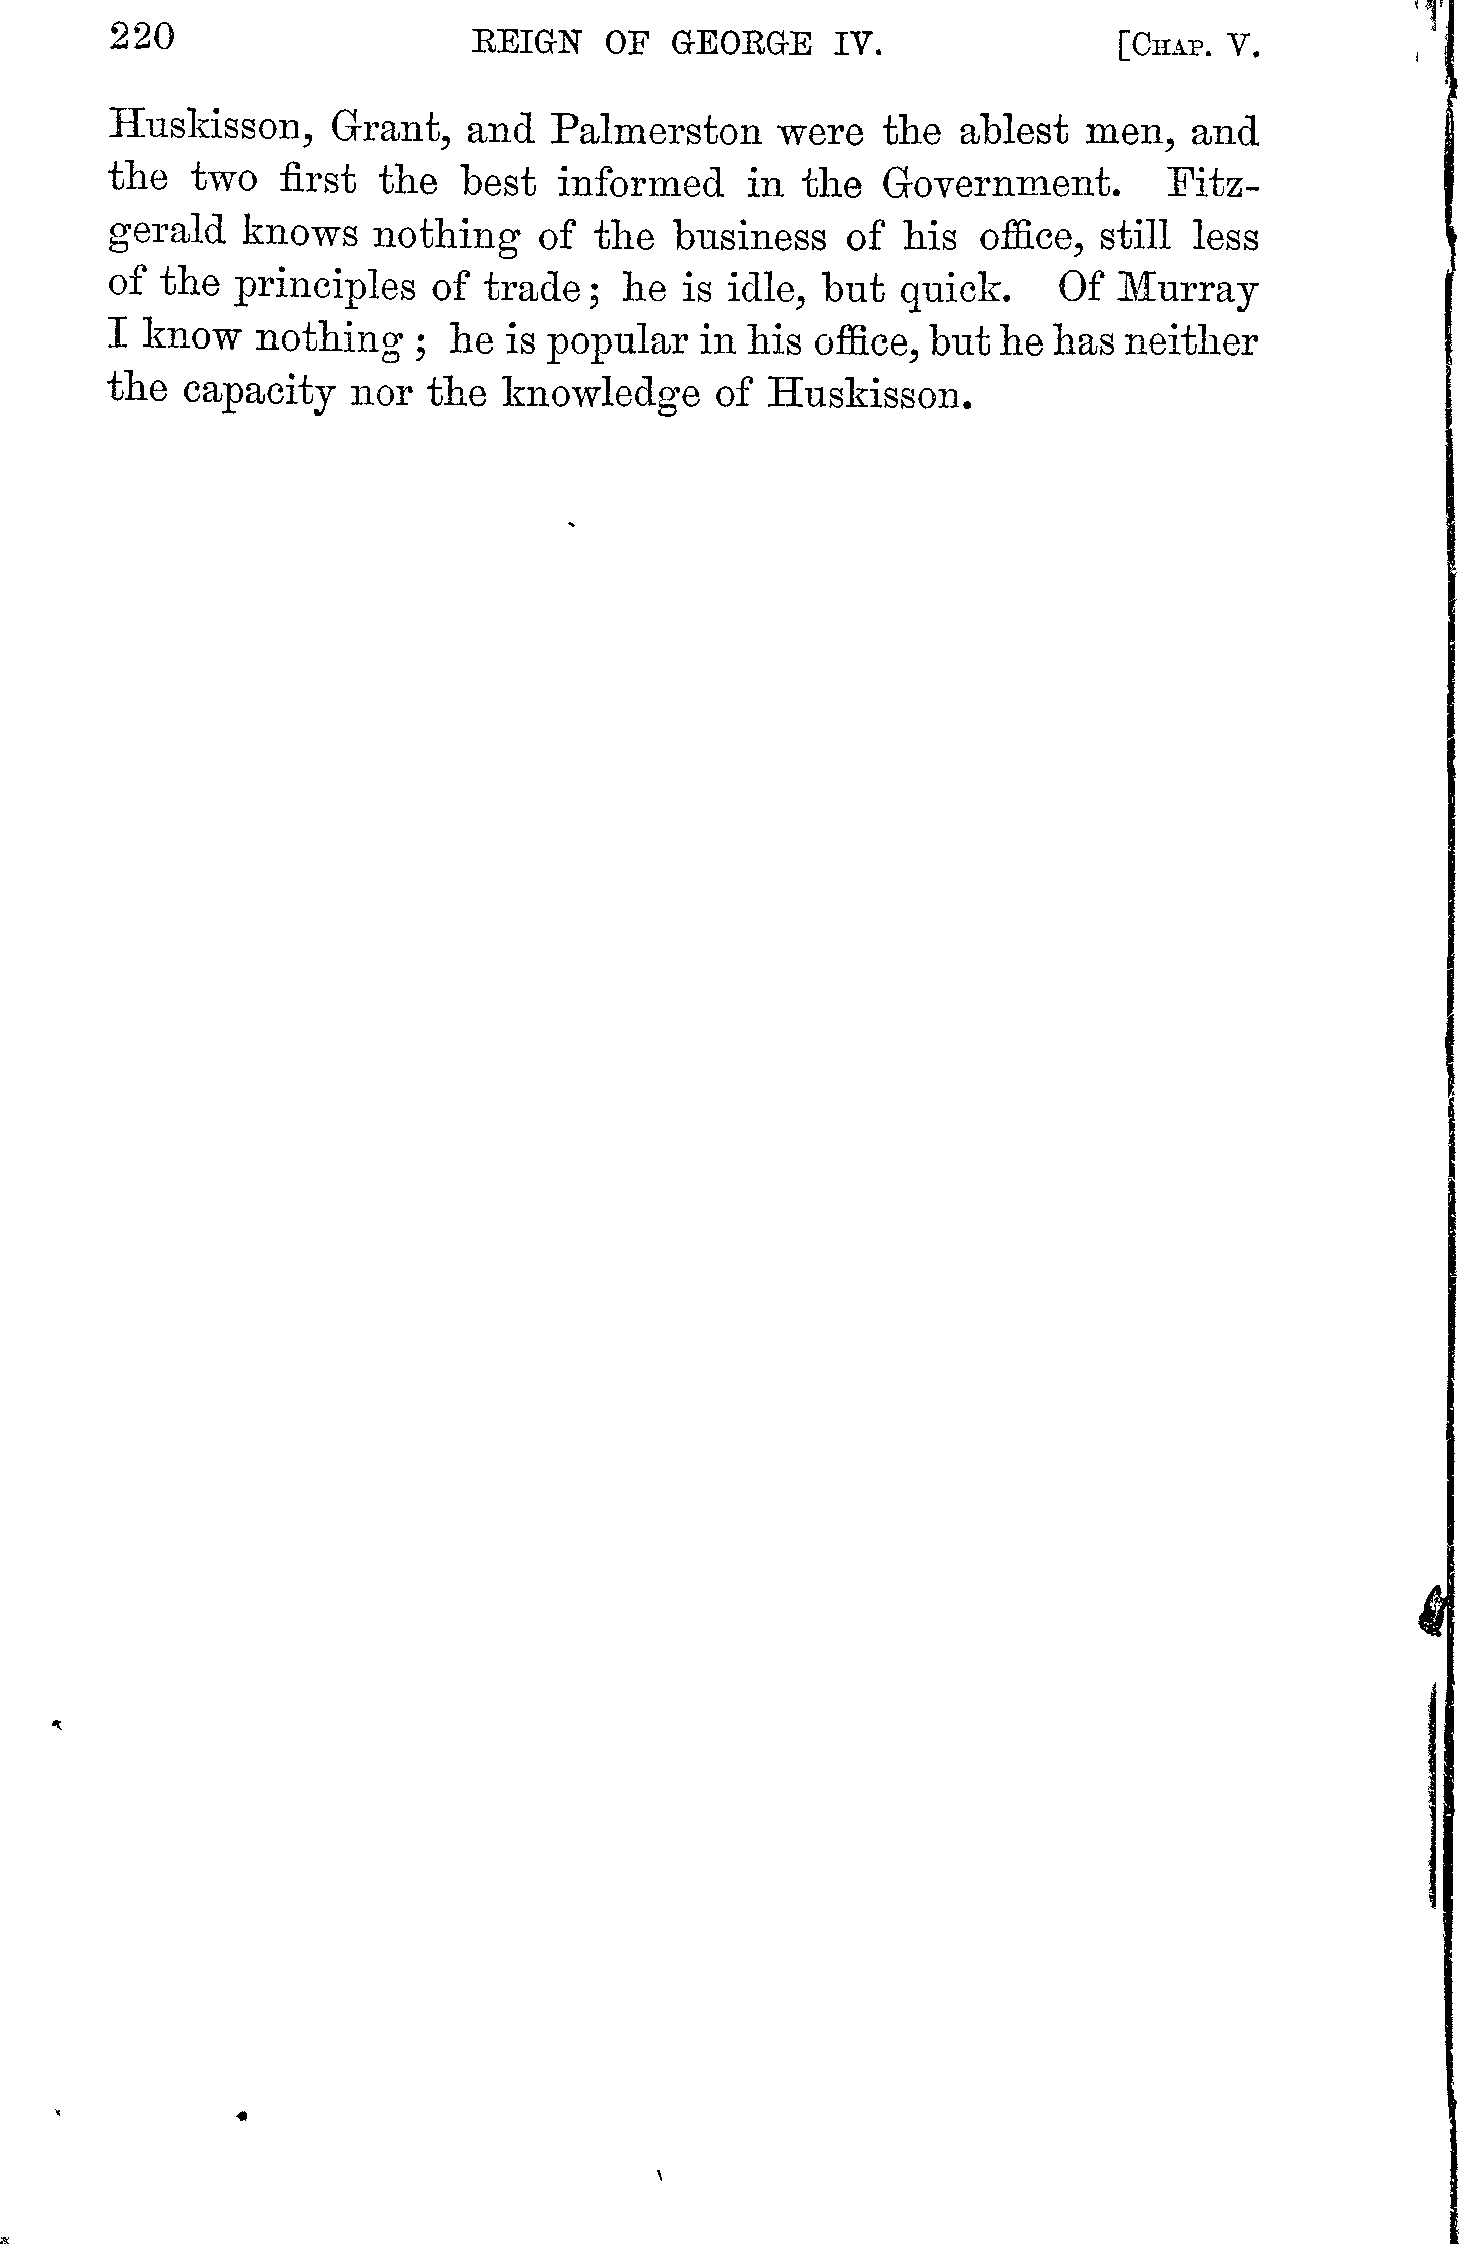 220 REIGN OF GEORGE IV. [CHAP. V.
Huskisson, Grant, and Palmerston were the ablest men, and
the two first the best informed in the Government. Fitz-
gerald knows nothing of the business of his office, still less
of the principles of trade; he is idle, but quick. Of Murray
I know nothing; he is popular in his office, but he has neither
the capacity nor the knowledge of Huskisson.